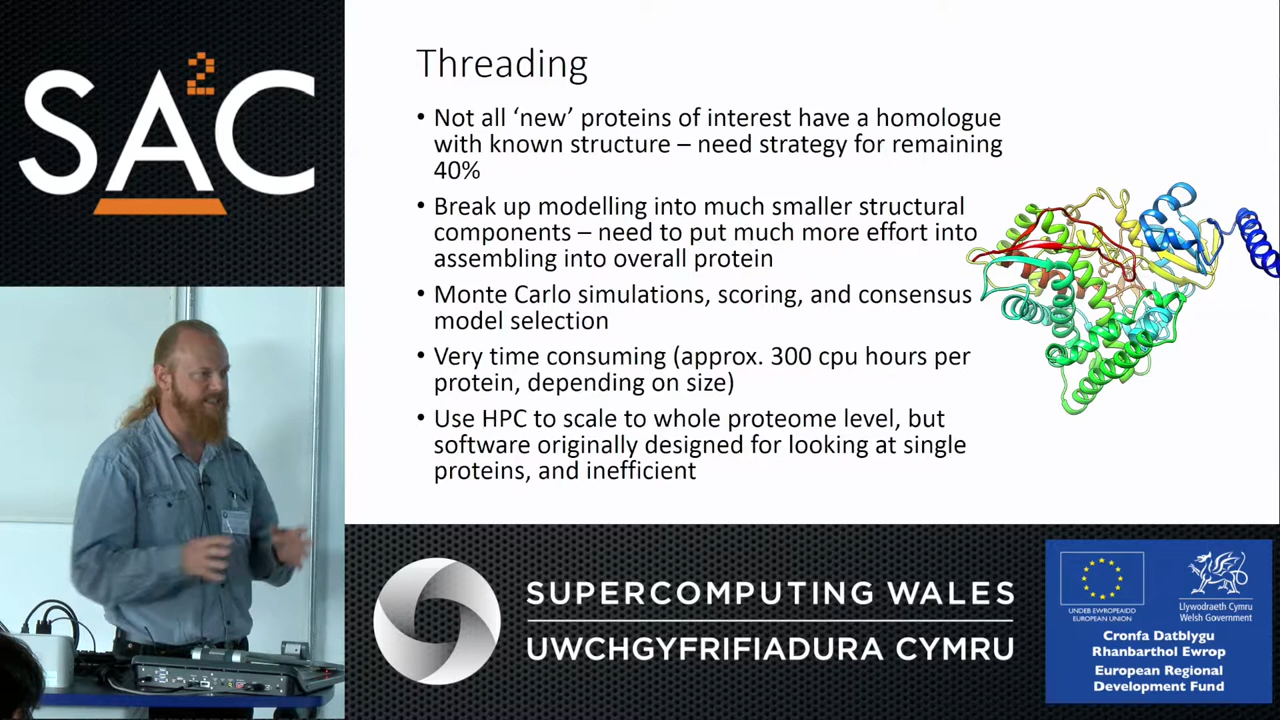 SA2C
Threading
• Not all ‘new’ proteins of interest have a homologue
with known structure – need strategy for remaining
40%
• Break up modelling into much smaller structural
components – need to put much more effort into
assembling into overall protein
• Monte Carlo simulations, scoring, and consensus
model selection
• Very time consuming (approx. 300 cpu hours per
protein, depending on size)
• Use HPC to scale to whole proteome level, but
software originally designed for looking at single
proteins, and inefficient
SUPERCOMPUTING WALES
UWCHGYFRIFIADURA CYMRU
UNDEB EWROPEAIDD
EUROPEAN UNION
Llywodraeth Cymru
Welsh Government
Cronfa Datblygu
Rhanbarthol Ewrop
European Regional
Development Fund